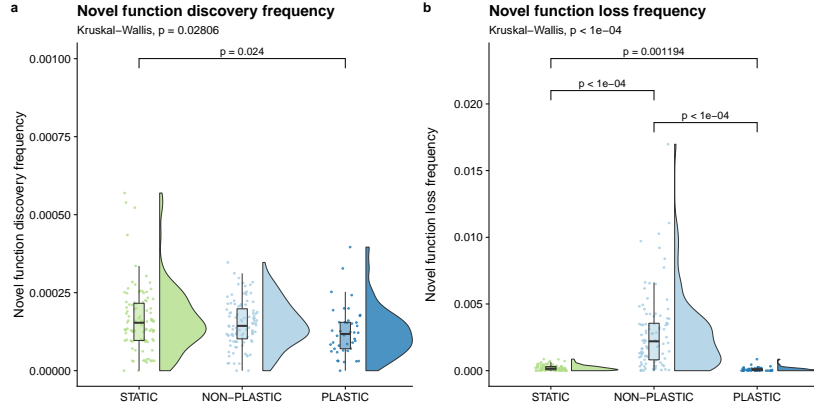 a
Novel function discovery frequency
Kruskal−Wallis, p = 0.02806
p = 0.024
0.00100
0.00075
0.00050
0.00025
0.00000
Novel function discovery frequency
STATIC
NON−PLASTIC
PLASTIC
b
Novel function loss frequency
Kruskal−Wallis, p < 1e−04
p = 0.001194
p < 1e−04
p < 1e−04
0.020
0.015
0.010
0.005
0.000
Novel function loss frequency
STATIC
NON−PLASTIC
PLASTIC